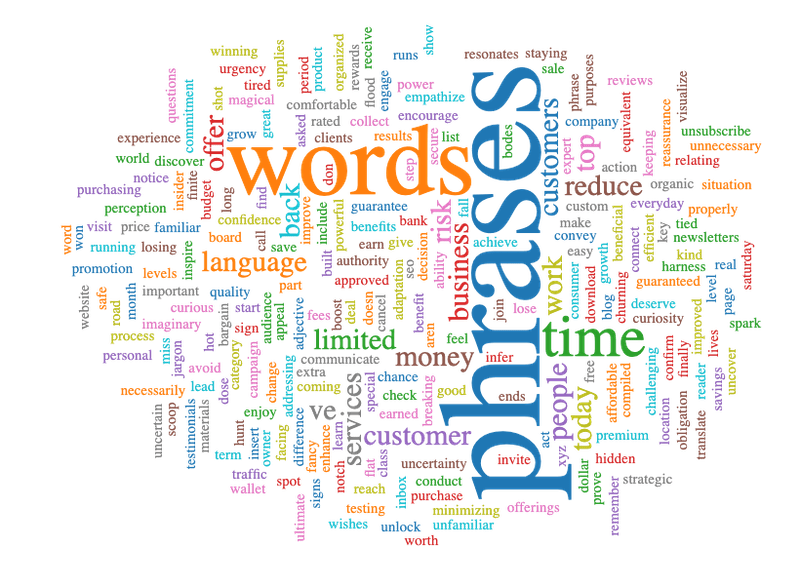 phrases
words
time
language
limited
money
customer
services
ve
reduce
offer
back
risk
business
customers
top
work
people
today
winning
urgency
tired
magical
supplies
period
product
organized
rewards
receive
runs
show
resonates
staying
sale
phrase
purposes
reviews
visualize
questions
commitment
shot
comfortable
flood
engage
power
empathize
encourage
company
equivalent
keeping
reassurance
unsubscribe
unnecessary
relating
experience
grow
great
asked
rated
collect
clients
results
step
secure
list
bodes
expert
action
world
discover
notice
insider
finite
budget
long
find
don
organic
situation
purchasing
perception
confidence
improve
include
powerful
guarantee
benefits
bank
fall
custom
everyday
properly
word
won
visit
price
familiar
board
call
save
earn
give
decision
ability
achieve
make
convey
easy
beneficial
efficient
connect
key
tied
newsletters
running
losing
inspire
built
authority
seo
adaptation
consumer
download
growth
blog
churning
kind
harness
real
saturday
promotion
levels
part
approved
guaranteed
level
page
website
safe
road
month
important
quality
curious
start
imaginary
hot
bargain
sign
audience
appeal
adjective
fees
boost
deal
doesn
cancel
benefit
aren
join
lose
deserve
curiosity
improved
spark
process
personal
miss
jargon
avoid
category
campaign
change
communicate
extra
feel
infer
free
challenging
confirm
finally
lives
uncover
necessarily
lead
dose
addressing
coming
special
chance
check
good
breaking
earned
ends
affordable
compiled
reader
savings
uncertain
scoop
testimonials
materials
enjoy
hunt
insert
owner
facing
difference
fancy
enhance
learn
act
premium
location
obligation
translate
term
traffic
wallet
spot
signs
notch
flat
class
uncertainty
invite
xyz
hidden
dollar
prove
strategic
remember
ultimate
reach
inbox
conduct
purchase
testing
minimizing
offerings
wishes
unlock
unfamiliar
worth